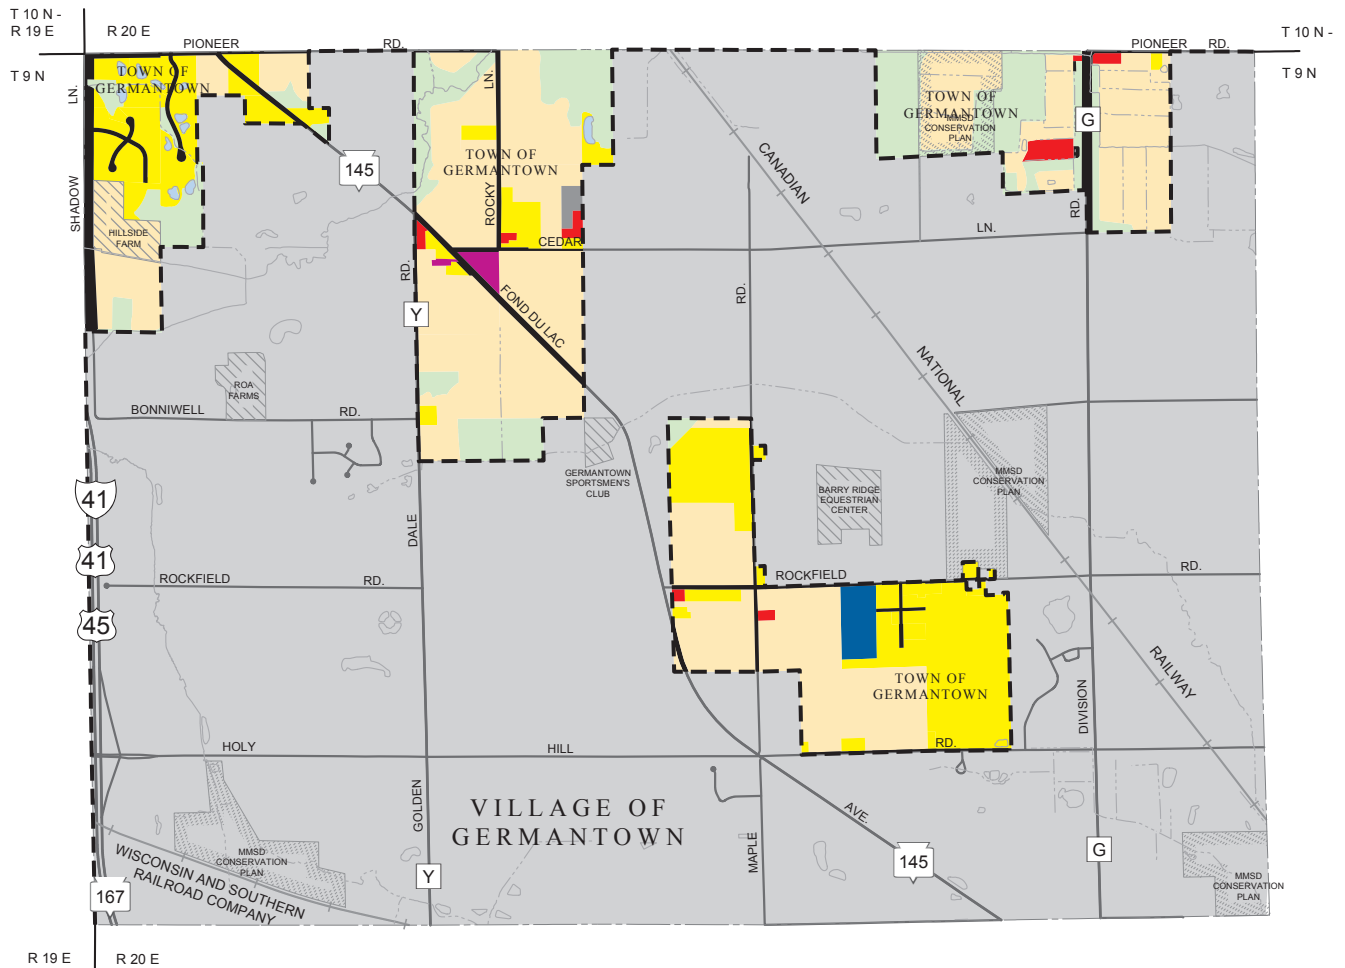 T 10 N -
R 19 E
R 20 E
T 10 N -
T 9 N
T 9 N
PIONEER
RD.
PIONEER
RD.
TOWN OF
GERMANTOWN
LN.
SHADOW
HILLSIDE
FARM
145
LN.
ROCKY
TOWN OF
GERMANTOWN
CEDAR
LN.
TOWN OF
GERMANTOWN
MMSD
CONSERVATION
PLAN
G
RD.
CANADIAN
NATIONAL
RAILWAY
RD.
Y
FOND DU LAC
RD.
ROA
FARMS
BONNIWELL
RD.
GERMANTOWN
SPORTSMEN'S
CLUB
BARRY RIDGE
EQUESTRIAN
CENTER
MMSD
CONSERVATION
PLAN
41
41
45
DALE
ROCKFIELD
RD.
ROCKFIELD
RD.
TOWN OF
GERMANTOWN
DIVISION
HOLY
HILL
RD.
GOLDEN
VILLAGE OF
GERMANTOWN
MAPLE
AVE.
145
G
Y
MMSD
CONSERVATION
PLAN
WISCONSIN AND SOUTHERN
RAILROAD COMPANY
167
MMSD
CONSERVATION
PLAN
R 19 E
R 20 E